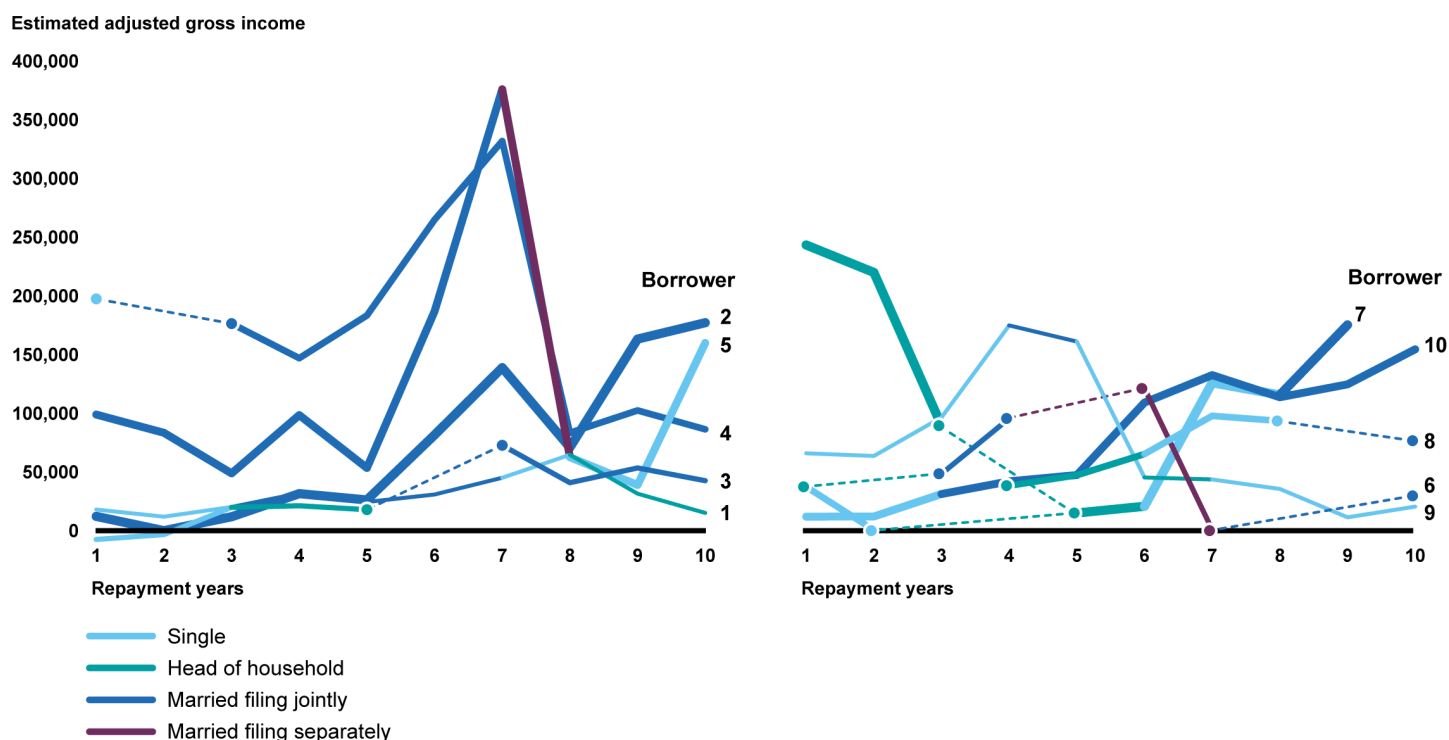 Estimated adjusted gross income
400,000
350,000
300,000
250,000
200,000
150,000
100,000
50,000
0
Borrower
2
5
4
3
1
1 2 3 4 5 6 7 8 9 10
Repayment years
Borrower
7
10
8
6
9
1 2 3 4 5 6 7 8 9 10
Repayment years
Single
Head of household
Married filing jointly
Married filing separately